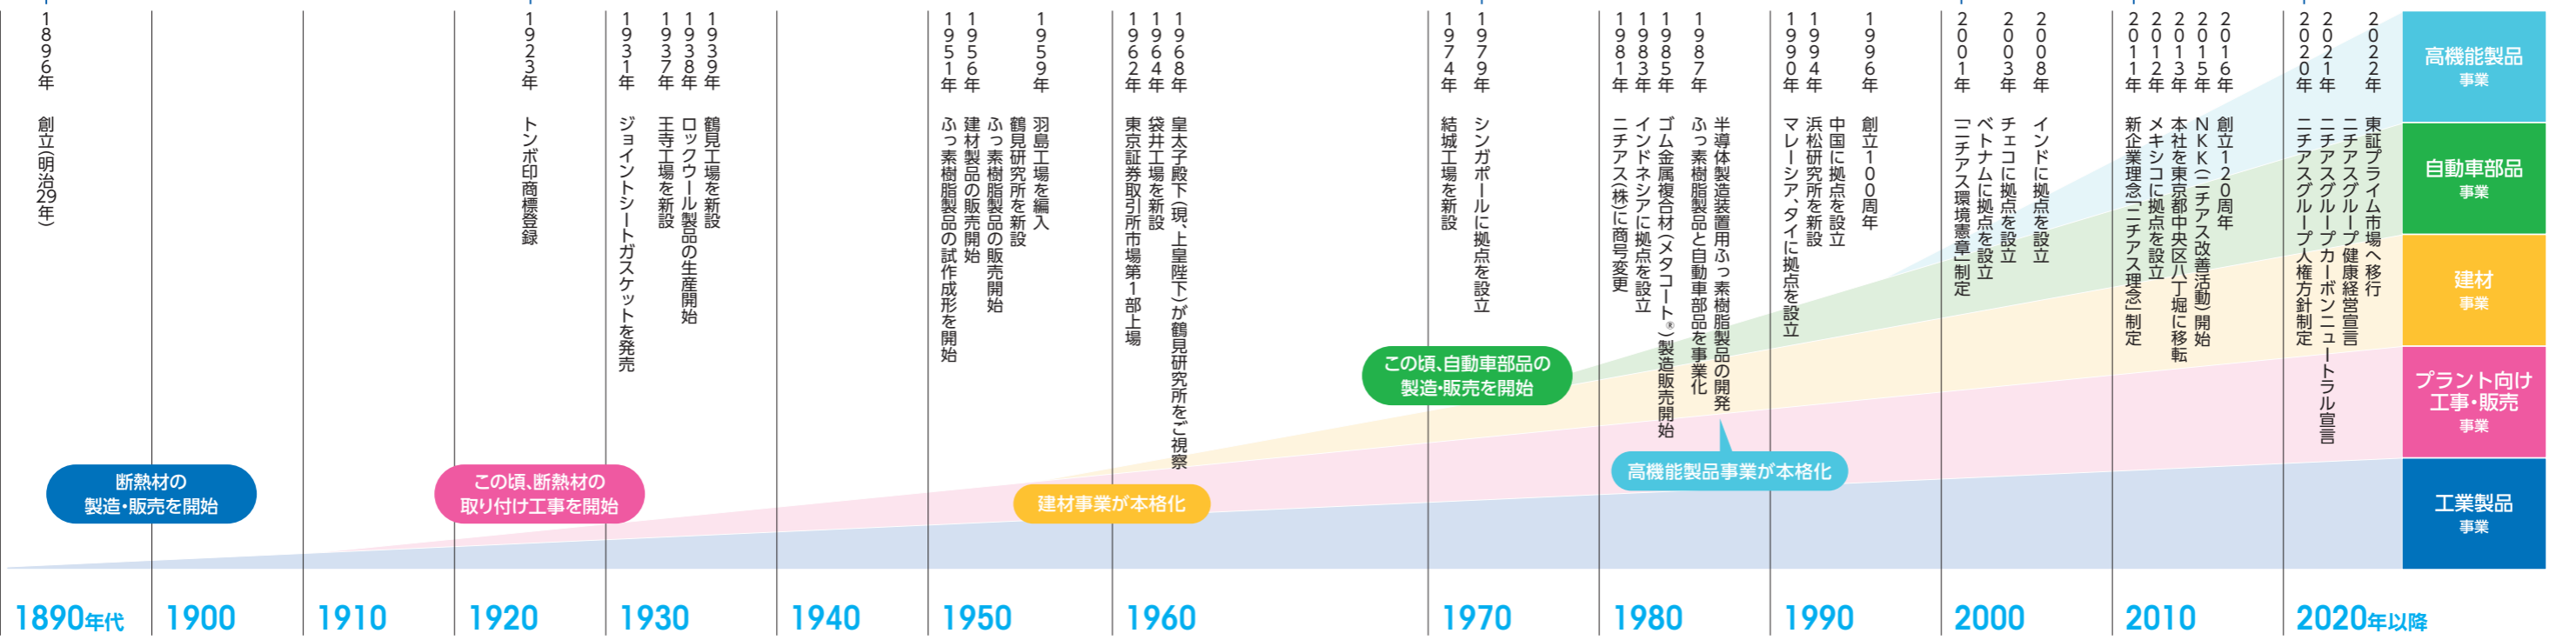 1896年 創立(明治29年)
1923年 トンボ印商標登録
1931年 ジョイントシートガスケットを発売
1937年 王寺工場を新設
1938年 ロックウール製品の生産開始
1939年 鶴見工場を新設
1951年 ふっ素樹脂製品の試作成形を開始
1956年 建材製品の販売開始
ふっ素樹脂製品の販売開始
鶴見研究所を新設
1959年 羽島工場を編入
1962年 東京証券取引所市場第1部上場
1964年 袋井工場を新設
1968年 皇太子殿下(現、上皇陛下)が鶴見研究所をご視察
1974年 結城工場を新設
1979年 シンガポールに拠点を設立
1981年 ニチアス(株)に商号変更
1983年 インドネシアに拠点を設立
1985年 ゴム金属複合材(メタコート®)製造販売開始
1987年 ふっ素樹脂製品と自動車部品を事業化
半導体製造装置用ふっ素樹脂製品の開発
1990年 マレーシア、タイに拠点を設立
1994年 浜松研究所を新設
中国に拠点を設立
1996年 創立100周年
2001年 「ニチアス環境憲章」制定
ベトナムに拠点を設立
2003年 チェコに拠点を設立
2008年 インドに拠点を設立
2011年 新企業理念「ニチアス理念」制定
2012年 メキシコに拠点を設立
2013年 本社を東京都中央区八丁堀に移転
2015年 NKK(ニチアス改善活動)開始
2016年 創立120周年
2020年 ニチアスグループ人権方針制定
2021年 ニチアスグループカーボンニュートラル宣言
ニチアスグループ健康経営宣言
2022年 東証プライム市場へ移行
断熱材の
製造・販売を開始
この頃、断熱材の
取り付け工事を開始
建材事業が本格化
この頃、自動車部品の
製造・販売を開始
高機能製品事業が本格化
高機能製品
事業
自動車部品
事業
建材
事業
プラント向け
工事・販売
事業
工業製品
事業
1890年代 1900 1910 1920 1930 1940 1950 1960 1970 1980 1990 2000 2010 2020年以降